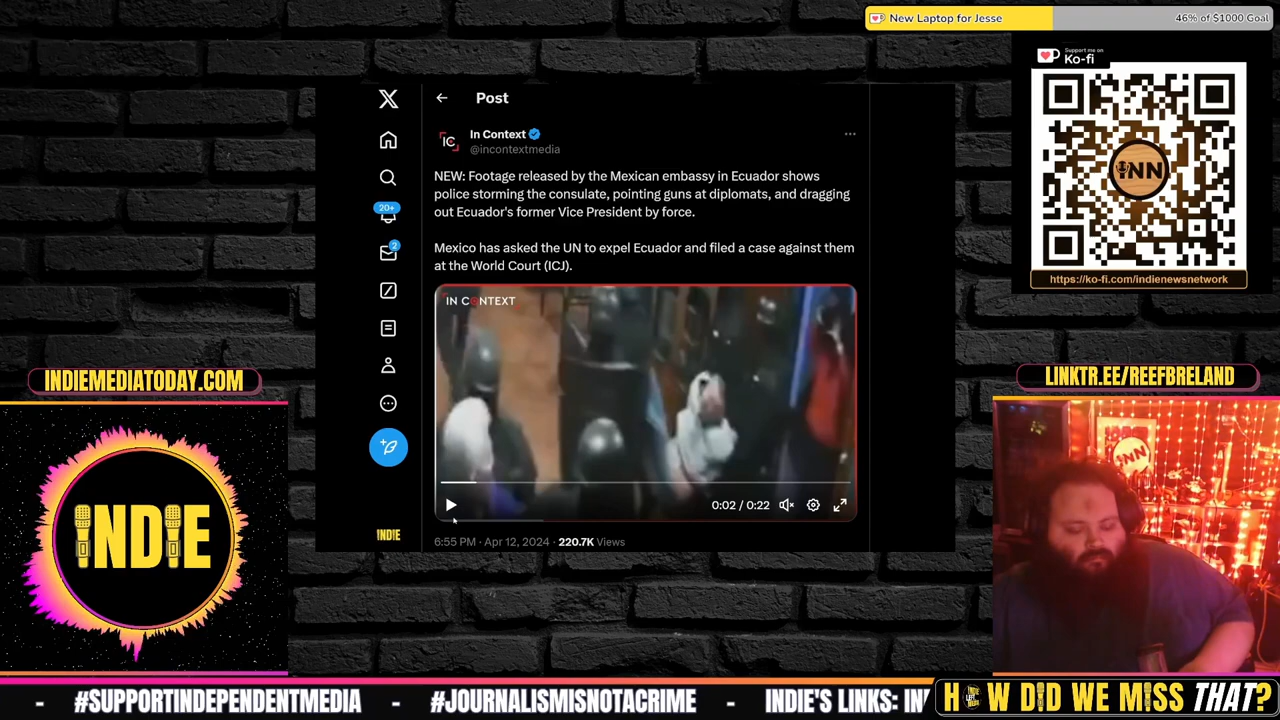 New Laptop for Jesse
46% of $1000 Goal
Support me on
Ko-fi
INN
https://ko-fi.com/indienewsnetwork
Post
In Context
@incontextmedia
IC
20+
2
NEW: Footage released by the Mexican embassy in Ecuador shows
police storming the consulate, pointing guns at diplomats, and dragging
out Ecuador's former Vice President by force.
Mexico has asked the UN to expel Ecuador and filed a case against them
at the World Court (ICJ).
IN CONTEXT
0:02 / 0:22
6:55 PM · Apr 12, 2024 · 220.7K Views
INDIE
INDIEMEDIATODAY.COM
INDIE
LINKTR.EE/REEFBRELAND
INN
- #SUPPORTINDEPENDENTMEDIA - #JOURNALISMISNOTACRIME - INDIE'S LINKS:
HOW DID WE MISS THAT?